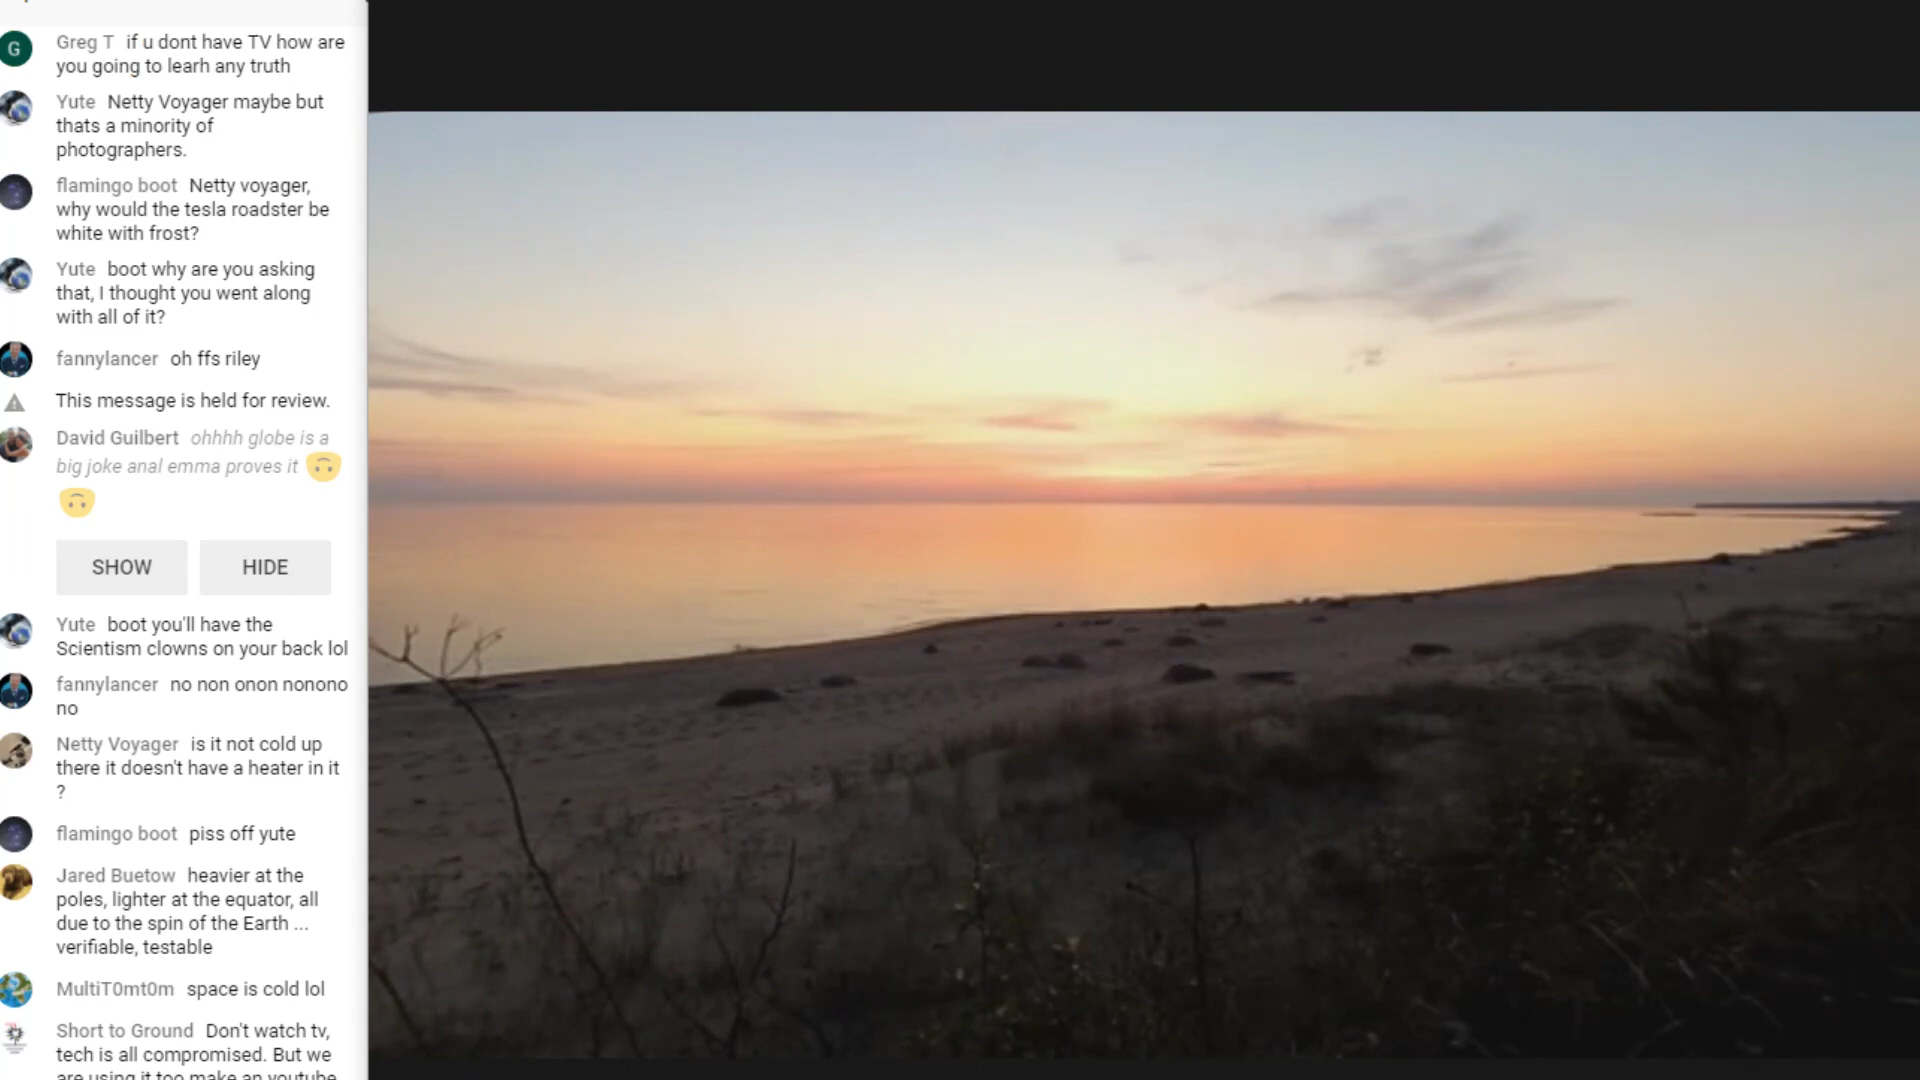 G
Greg T if u dont have TV how are
you going to learh any truth
Yute Netty Voyager maybe but
thats a minority of
photographers.
flamingo boot Netty voyager,
why would the tesla roadster be
white with frost?
Yute boot why are you asking
that, I thought you went along
with all of it?
fannylancer oh ffs riley
This message is held for review.
David Guilbert ohhhh globe is a
big joke anal emma proves it
SHOW HIDE
Yute boot you'll have the
Scientism clowns on your back lol
fannylancer no non onon nonono
no
Netty Voyager is it not cold up
there it doesn't have a heater in it
?
flamingo boot piss off yute
Jared Buetow heavier at the
poles, lighter at the equator, all
due to the spin of the Earth ...
verifiable, testable
MultiT0mt0m space is cold lol
Short to Ground Don't watch tv,
tech is all compromised. But we
are using it too make an youtube